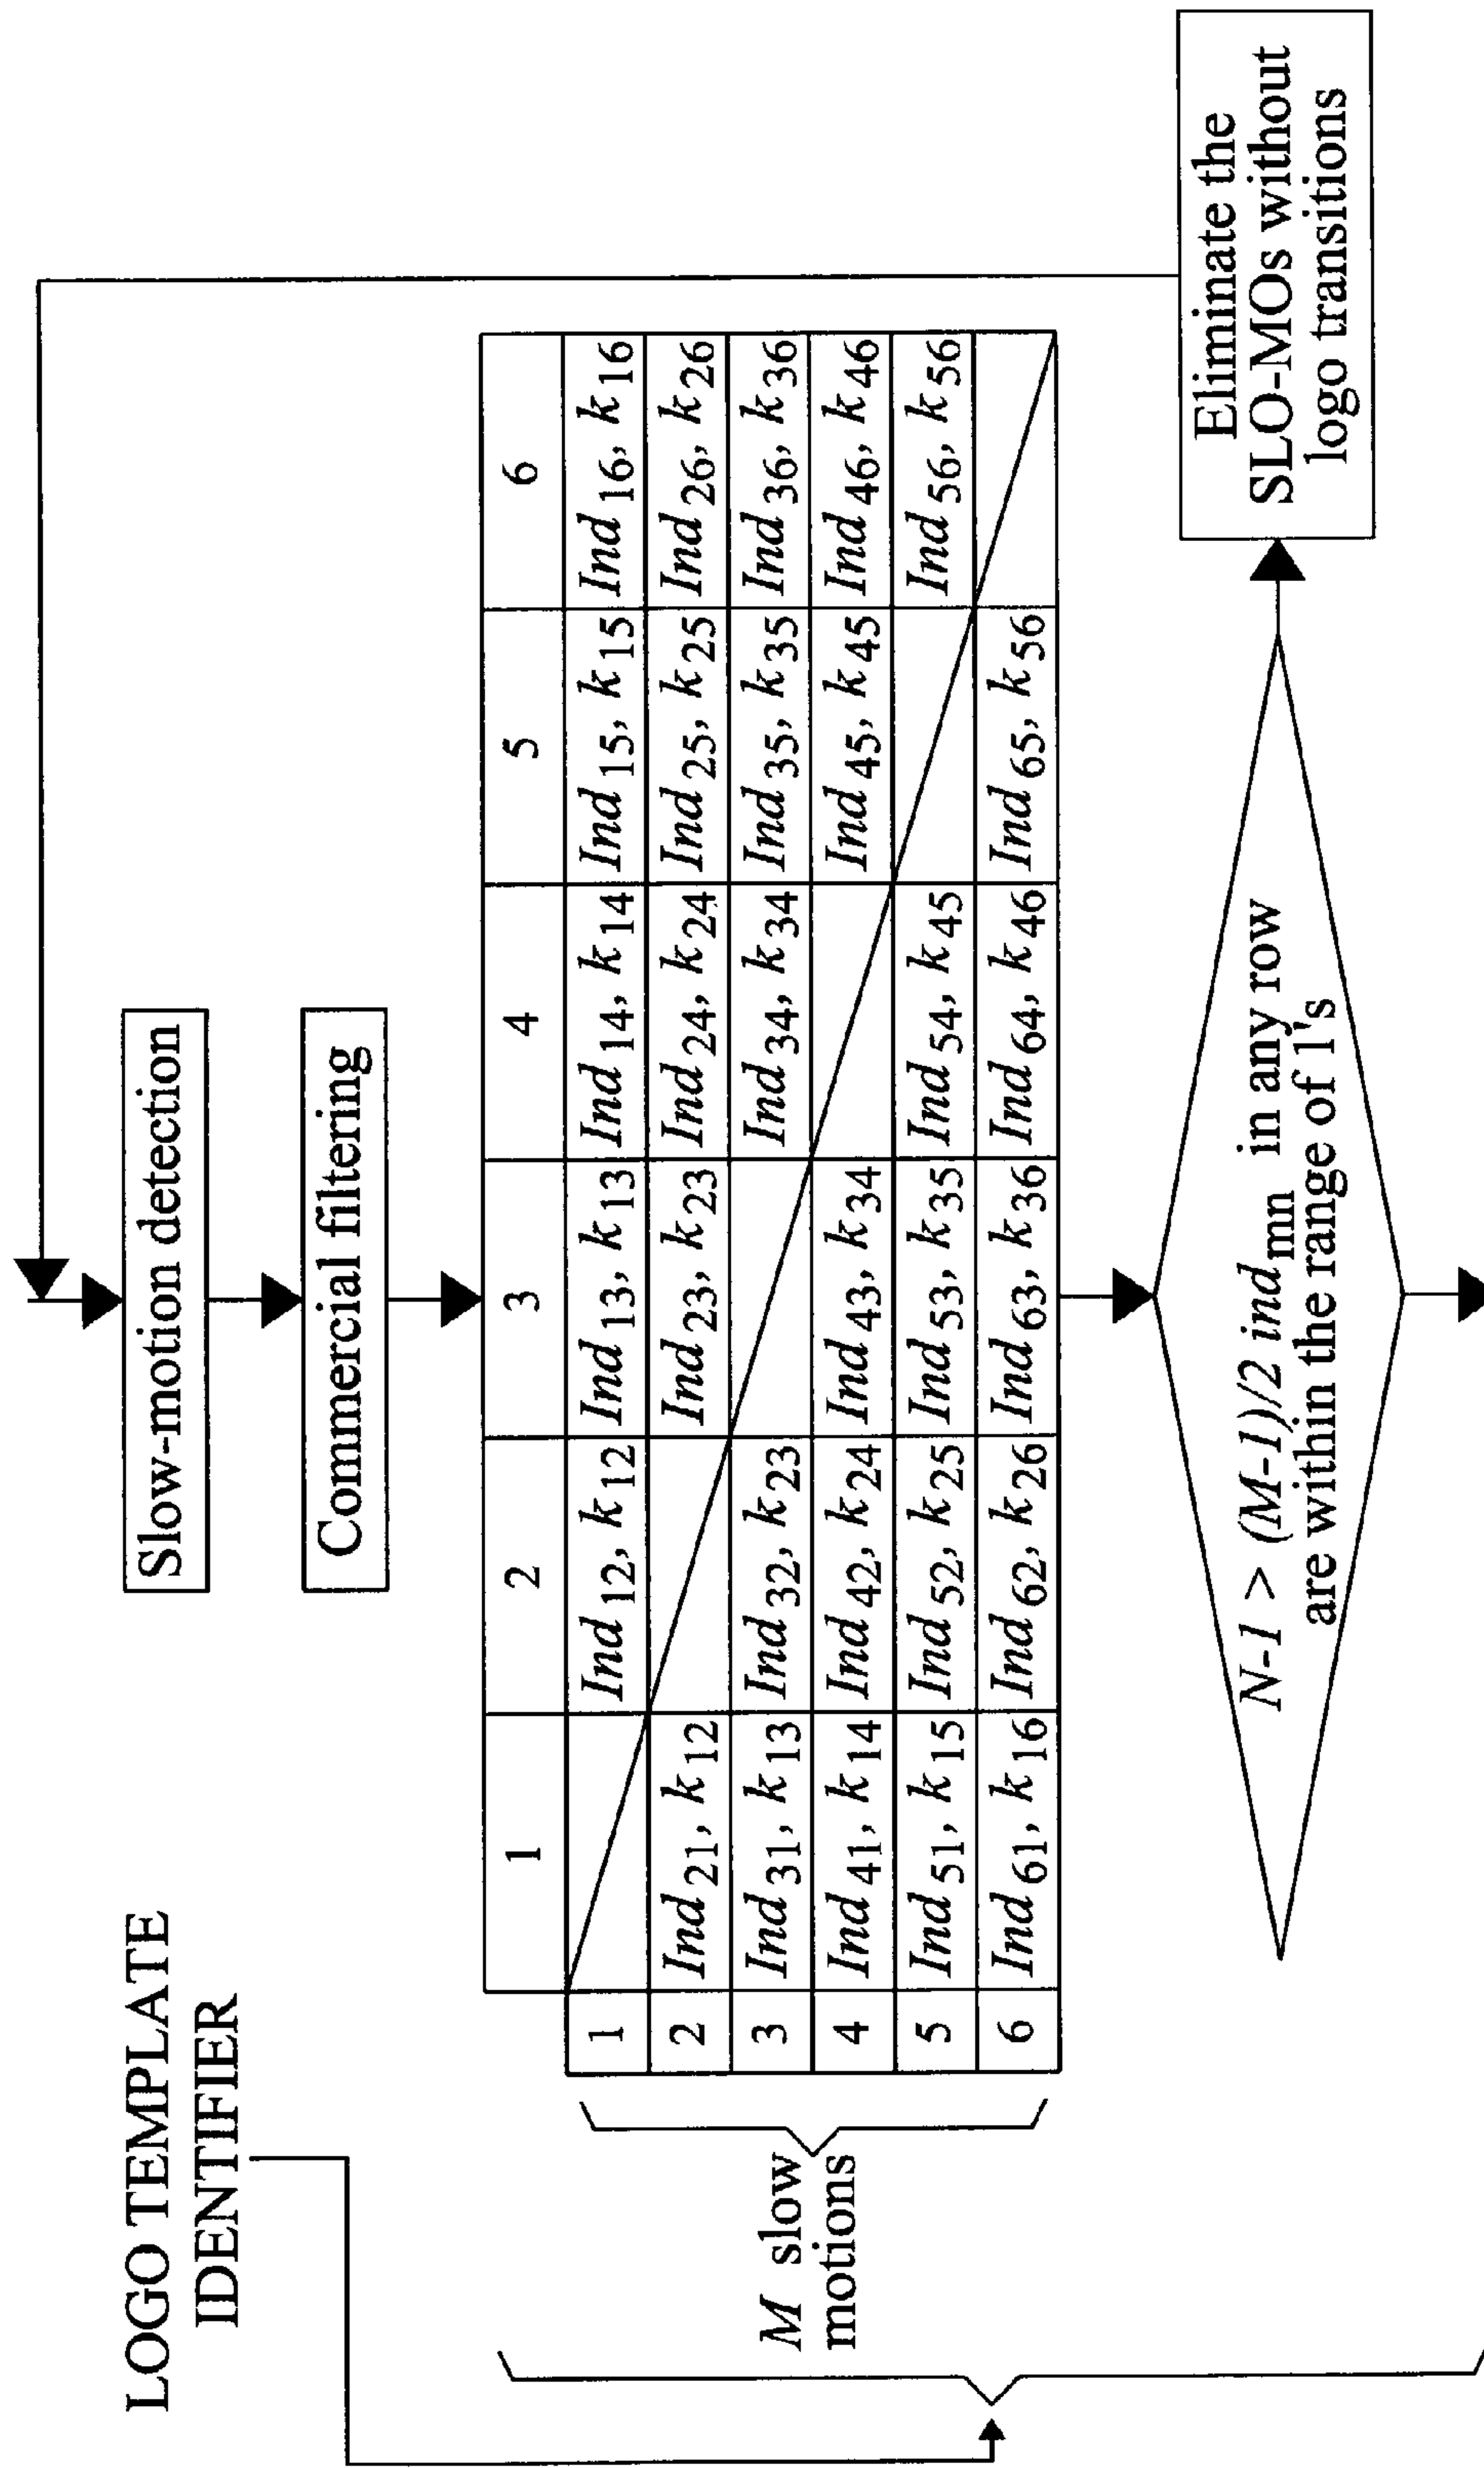 LOGO TEMPLATE
IDENTIFIER
Slow-motion detection
Commercial filtering
1 2 3 4 5 6
1 Ind12, k12 Ind13, k13 Ind14, k14 Ind15, k15 Ind16, k16
2 Ind21, k12 Ind23, k23 Ind24, k24 Ind25, k25 Ind26, k26
3 Ind31, k13 Ind32, k23 Ind34, k34 Ind35, k35 Ind36, k36
4 Ind41, k14 Ind42, k24 Ind43, k34 Ind45, k45 Ind46, k46
5 Ind51, k15 Ind52, k25 Ind53, k35 Ind54, k45 Ind56, k56
6 Ind61, k16 Ind62, k26 Ind63, k36 Ind64, k46 Ind65, k56
M slow
motions
N-1 > (M-1)/2 indmn in any row
are within the range of 1's
Eliminate the
SLO-MOs without
logo transitions